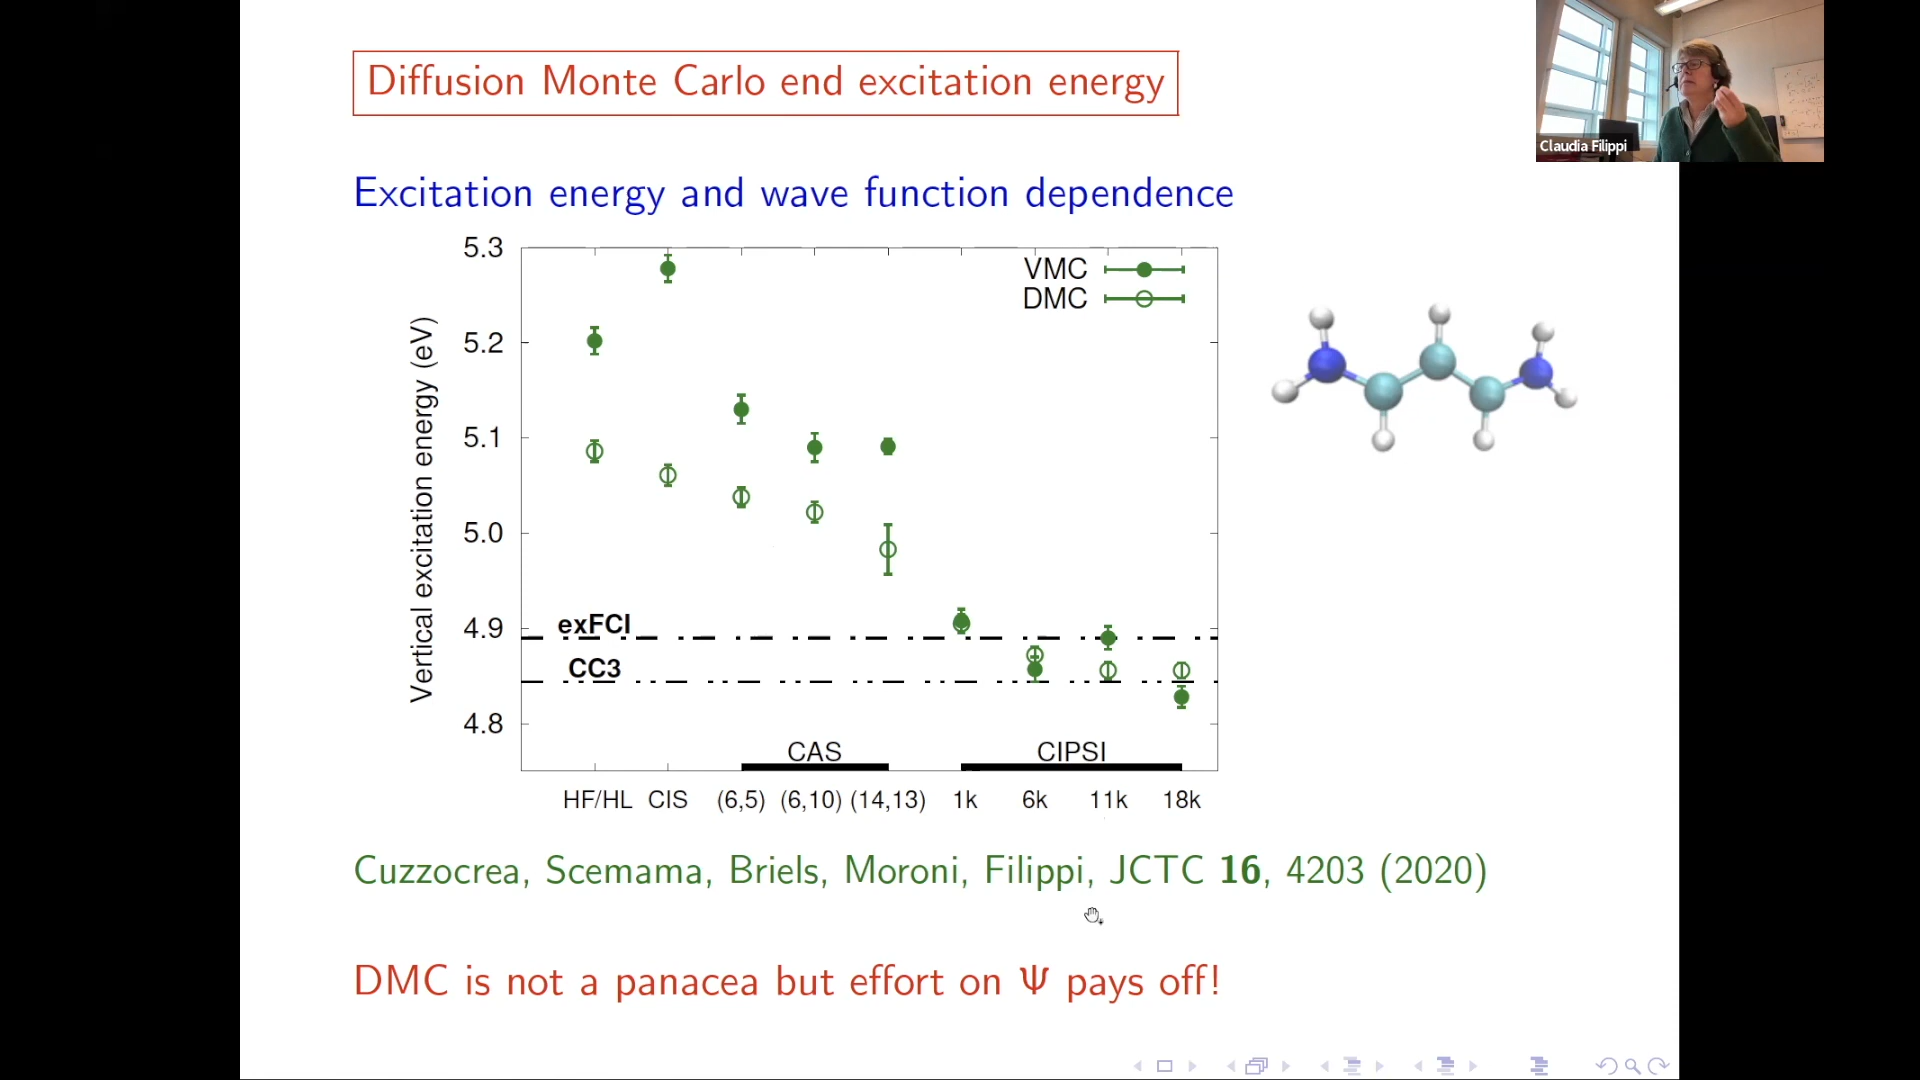 Diffusion Monte Carlo end excitation energy
Claudia Filippi
Excitation energy and wave function dependence
Vertical excitation energy (eV)
5.3
5.2
5.1
5.0
4.9
4.8
VMC
DMC
exFCI
CC3
CAS
CIPSI
HF/HL CIS (6,5) (6,10) (14,13) 1k 6k 11k 18k
Cuzzocrea, Scemama, Briels, Moroni, Filippi, JCTC 16, 4203 (2020)
DMC is not a panacea but effort on Ψ pays off!